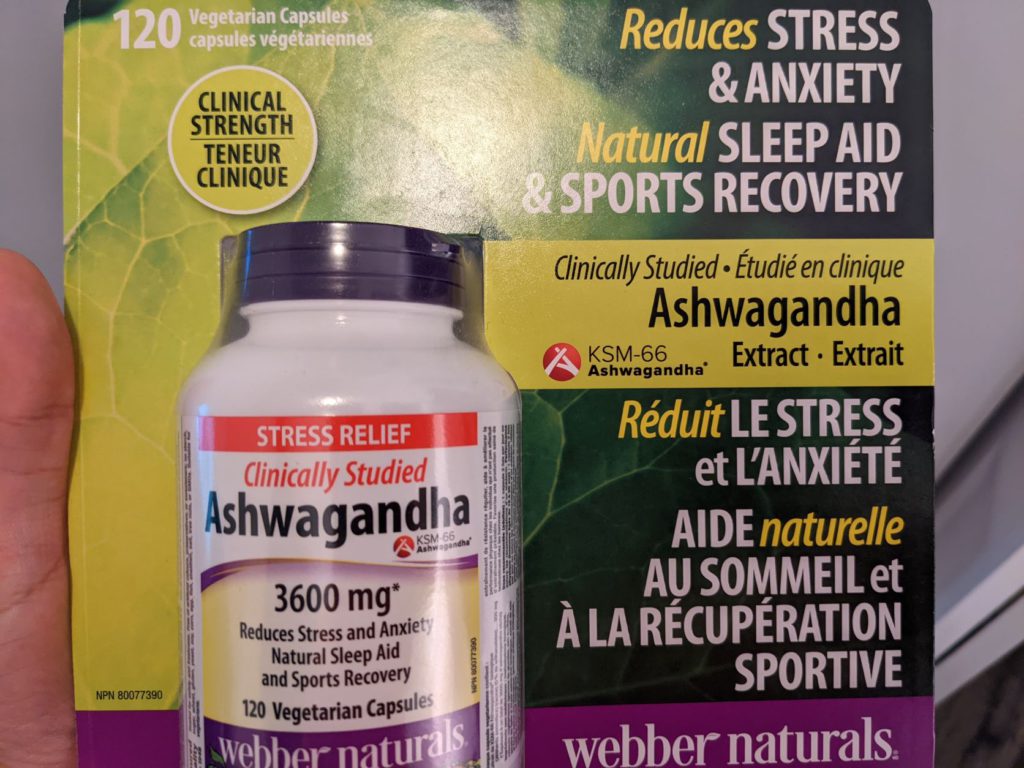 120 Vegetarian Capsules
capsules végétariennes
CLINICAL
STRENGTH
TENEUR
CLINIQUE
Reduces STRESS
& ANXIETY
Natural SLEEP AID
& SPORTS RECOVERY
Clinically Studied • Étudié en clinique
Ashwagandha
KSM-66
Ashwagandha®
Extract · Extrait
Réduit LE STRESS
et L'ANXIÉTÉ
AIDE naturelle
AU SOMMEIL et
À LA RÉCUPÉRATION
SPORTIVE
webber naturals®
STRESS RELIEF
Clinically Studied
Ashwagandha
KSM-66
Ashwagandha®
3600 mg*
Reduces Stress and Anxiety
Natural Sleep Aid
and Sports Recovery
120 Vegetarian Capsules
webber naturals
NPN 80077390
NPN 80077390